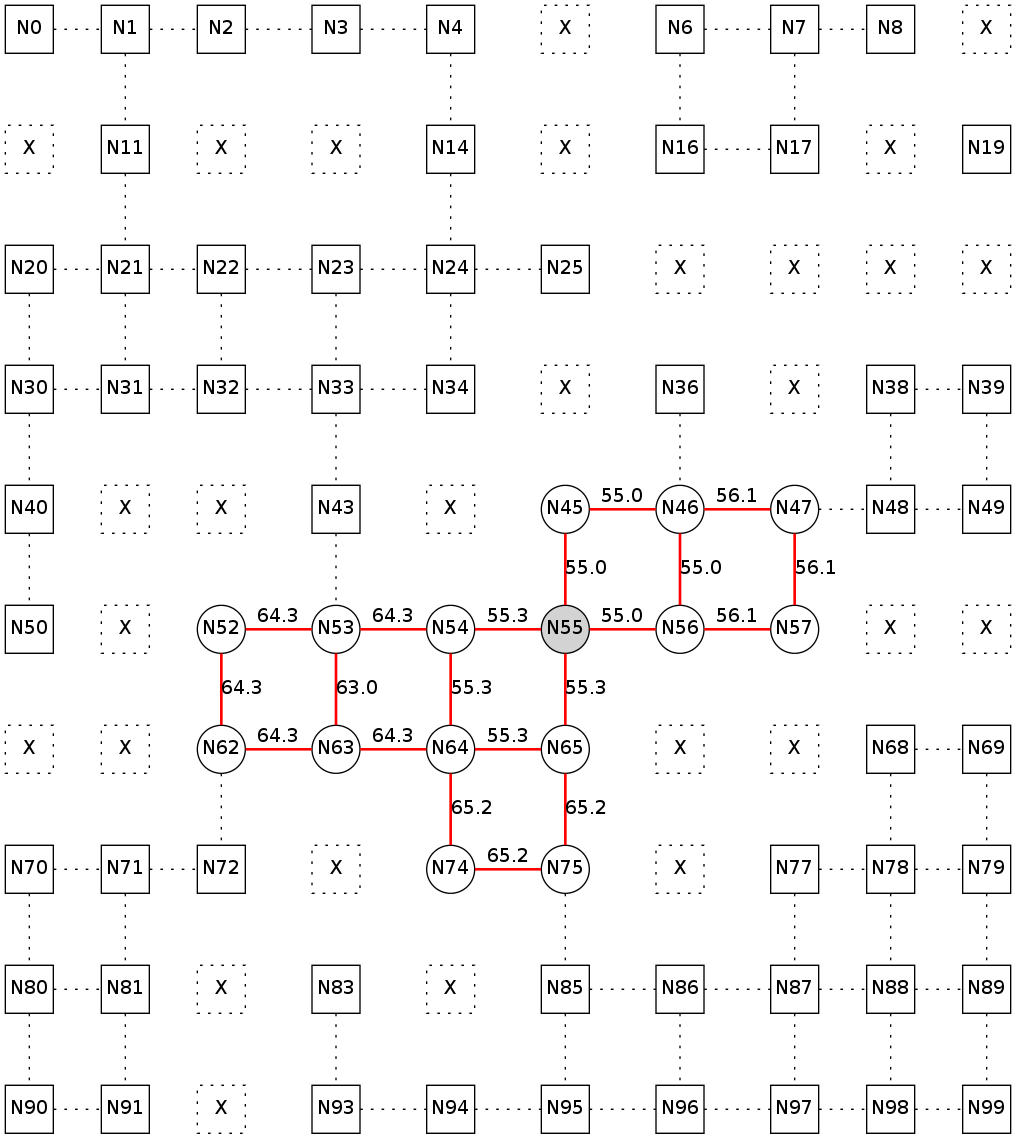 N0 N1 N2 N3 N4 X N6 N7 N8 X
X N11 X X N14 X N16 N17 X N19
N20 N21 N22 N23 N24 N25 X X X X
N30 N31 N32 N33 N34 X N36 X N38 N39
55.0 56.1
N40 X X N43 X N45 N46 N47 N48 N49
55.0 55.0 56.1
64.3 64.3 55.3 55.0 56.1
N50 X N52 N53 N54 N55 N56 N57 X X
64.3 63.0 55.3 55.3
64.3 64.3 55.3
X X N62 N63 N64 N65 X X N68 N69
65.2 65.2
65.2
N70 N71 N72 X N74 N75 X N77 N78 N79
N80 N81 X N83 X N85 N86 N87 N88 N89
N90 N91 X N93 N94 N95 N96 N97 N98 N99